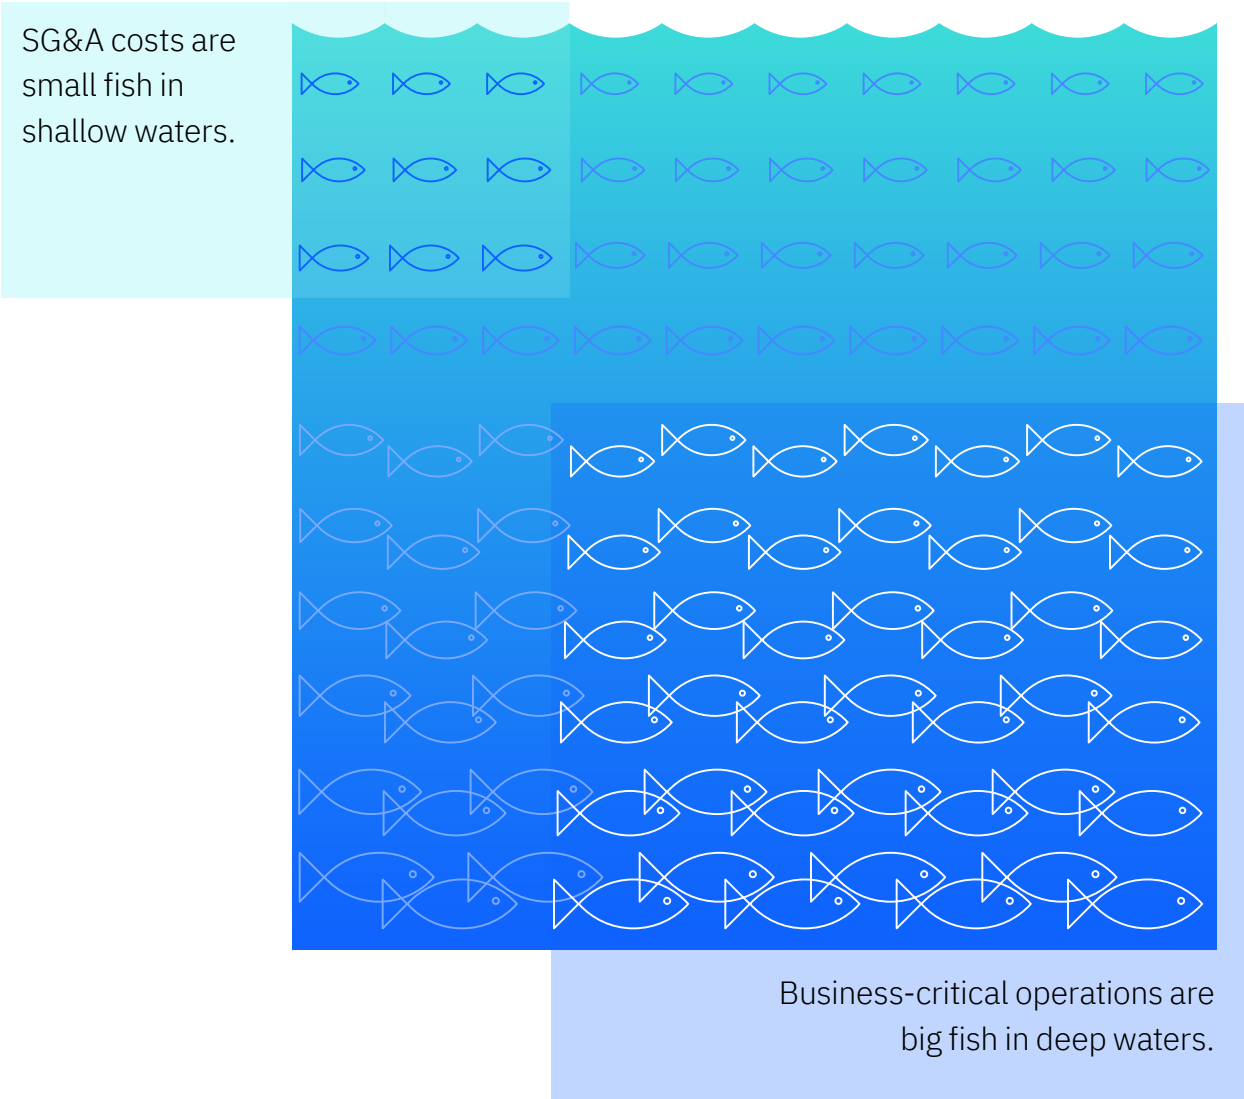 SG&A costs are
small fish in
shallow waters.
Business-critical operations are
big fish in deep waters.